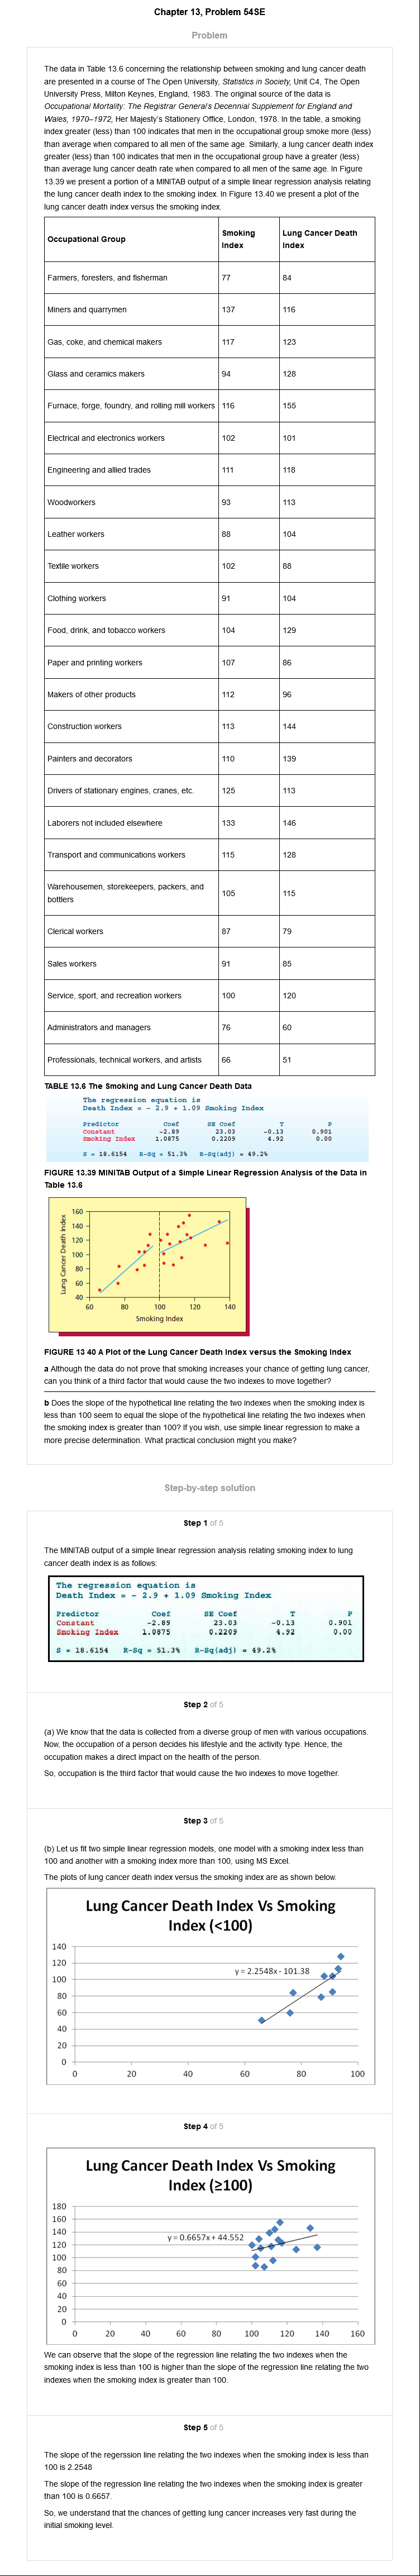 Chapter 13, Problem 54SE
Problem
The data in Table 13.6 concerning the relationship between smoking and lung cancer death
are presented in a course of The Open University, Statistics in Society, Unit C4, The Open
University Press, Milton Keynes, England, 1983. The original source of the data is
Occupational Mortality: The Registrar General's Decennial Supplement for England and
Wales, 1970–1972, Her Majesty's Stationery Office, London, 1978. In the table, a smoking
index greater (less) than 100 indicates that men in the occupational group smoke more (less)
than average when compared to all men of the same age. Similarly, a lung cancer death index
greater (less) than 100 indicates that men in the occupational group have a greater (less)
than average lung cancer death rate when compared to all men of the same age. In Figure
13.39 we present a portion of a MINITAB output of a simple linear regression analysis relating
the lung cancer death index to the smoking index. In Figure 13.40 we present a plot of the
lung cancer death index versus the smoking index.
Occupational Group Smoking Index Lung Cancer Death Index
Farmers, foresters, and fisherman 77 84
Miners and quarrymen 137 116
Gas, coke, and chemical makers 117 123
Glass and ceramics makers 94 128
Furnace, forge, foundry, and rolling mill workers 116 155
Electrical and electronics workers 102 101
Engineering and allied trades 111 118
Woodworkers 93 113
Leather workers 88 104
Textile workers 102 88
Clothing workers 91 104
Food, drink, and tobacco workers 104 129
Paper and printing workers 107 86
Makers of other products 112 96
Construction workers 113 144
Painters and decorators 110 139
Drivers of stationary engines, cranes, etc. 125 113
Laborers not included elsewhere 133 146
Transport and communications workers 115 128
Warehousemen, storekeepers, packers, and bottlers 105 115
Clerical workers 87 79
Sales workers 91 85
Service, sport, and recreation workers 100 120
Administrators and managers 76 60
Professionals, technical workers, and artists 66 51
TABLE 13.6 The Smoking and Lung Cancer Death Data
The regression equation is
Death Index = - 2.9 + 1.09 Smoking Index
Predictor Coef SE Coef T P
Constant -2.89 23.03 -0.13 0.901
Smoking Index 1.0875 0.2209 4.92 0.00
S = 18.6154 R-Sq = 51.3% R-Sq(adj) = 49.2%
FIGURE 13.39 MINITAB Output of a Simple Linear Regression Analysis of the Data in
Table 13.6
Lung Cancer Death Index
160
140
120
100
80
60
40
60 80 100 120 140
Smoking Index
FIGURE 13 40 A Plot of the Lung Cancer Death Index versus the Smoking Index
a Although the data do not prove that smoking increases your chance of getting lung cancer,
can you think of a third factor that would cause the two indexes to move together?
b Does the slope of the hypothetical line relating the two indexes when the smoking index is
less than 100 seem to equal the slope of the hypothetical line relating the two indexes when
the smoking index is greater than 100? If you wish, use simple linear regression to make a
more precise determination. What practical conclusion might you make?
Step-by-step solution
Step 1 of 5
The MINITAB output of a simple linear regression analysis relating smoking index to lung
cancer death index is as follows:
The regression equation is
Death Index = - 2.9 + 1.09 Smoking Index
Predictor Coef SE Coef T P
Constant -2.89 23.03 -0.13 0.901
Smoking Index 1.0875 0.2209 4.92 0.00
S = 18.6154 R-Sq = 51.3% R-Sq(adj) = 49.2%
Step 2 of 5
(a) We know that the data is collected from a diverse group of men with various occupations.
Now, the occupation of a person decides his lifestyle and the activity type. Hence, the
occupation makes a direct impact on the health of the person.
So, occupation is the third factor that would cause the two indexes to move together.
Step 3 of 5
(b) Let us fit two simple linear regression models, one model with a smoking index less than
100 and another with a smoking index more than 100, using MS Excel.
The plots of lung cancer death index versus the smoking index are as shown below.
Lung Cancer Death Index Vs Smoking
Index (<100)
140
120
100
80
60
40
20
0
y = 2.2548x - 101.38
0 20 40 60 80 100
Step 4 of 5
Lung Cancer Death Index Vs Smoking
Index (≥100)
180
160
140
120
100
80
60
40
20
0
y = 0.6657x + 44.552
0 20 40 60 80 100 120 140 160
We can observe that the slope of the regression line relating the two indexes when the
smoking index is less than 100 is higher than the slope of the regression line relating the two
indexes when the smoking index is greater than 100.
Step 5 of 5
The slope of the regerssion line relating the two indexes when the smoking index is less than
100 is 2.2548
The slope of the regression line relating the two indexes when the smoking index is greater
than 100 is 0.6657.
So, we understand that the chances of getting lung cancer increases very fast during the
initial smoking level.